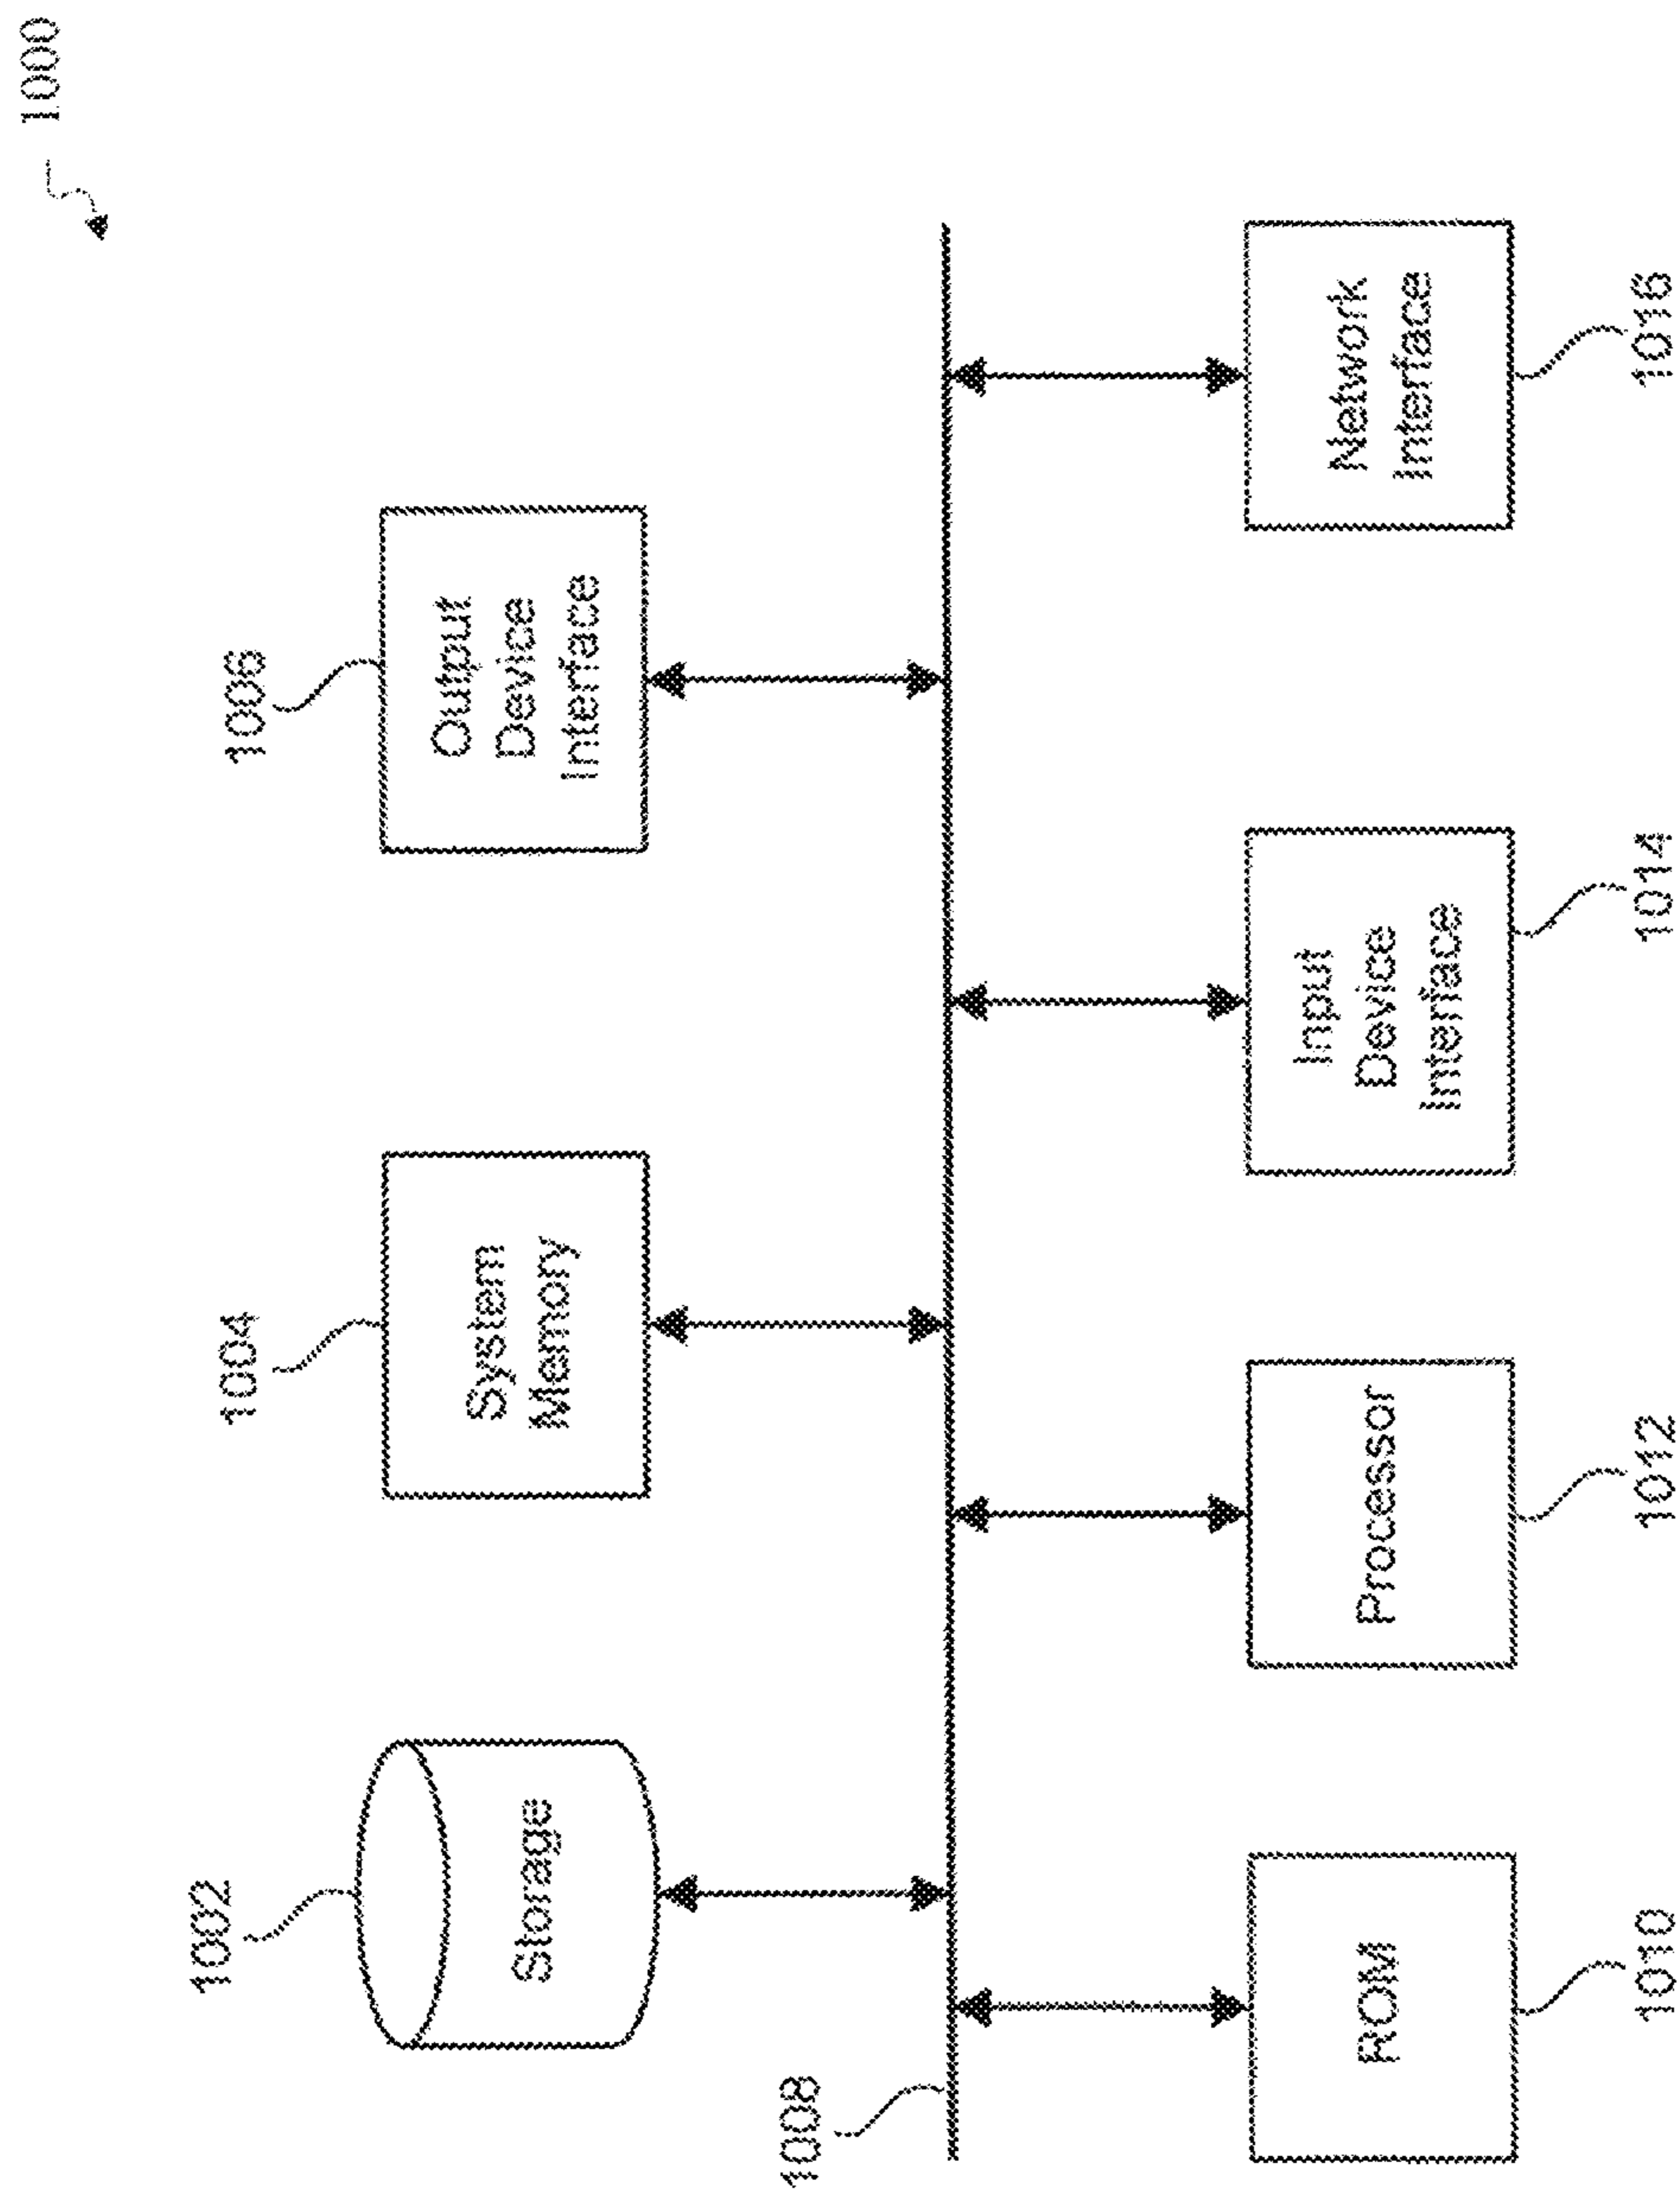 1000
1002
1004
1006
Storage
System
Memory
Output
Device
Interface
1008
ROM
Processor
Input
Device
Interface
Network
Interface
1010
1012
1014
1016